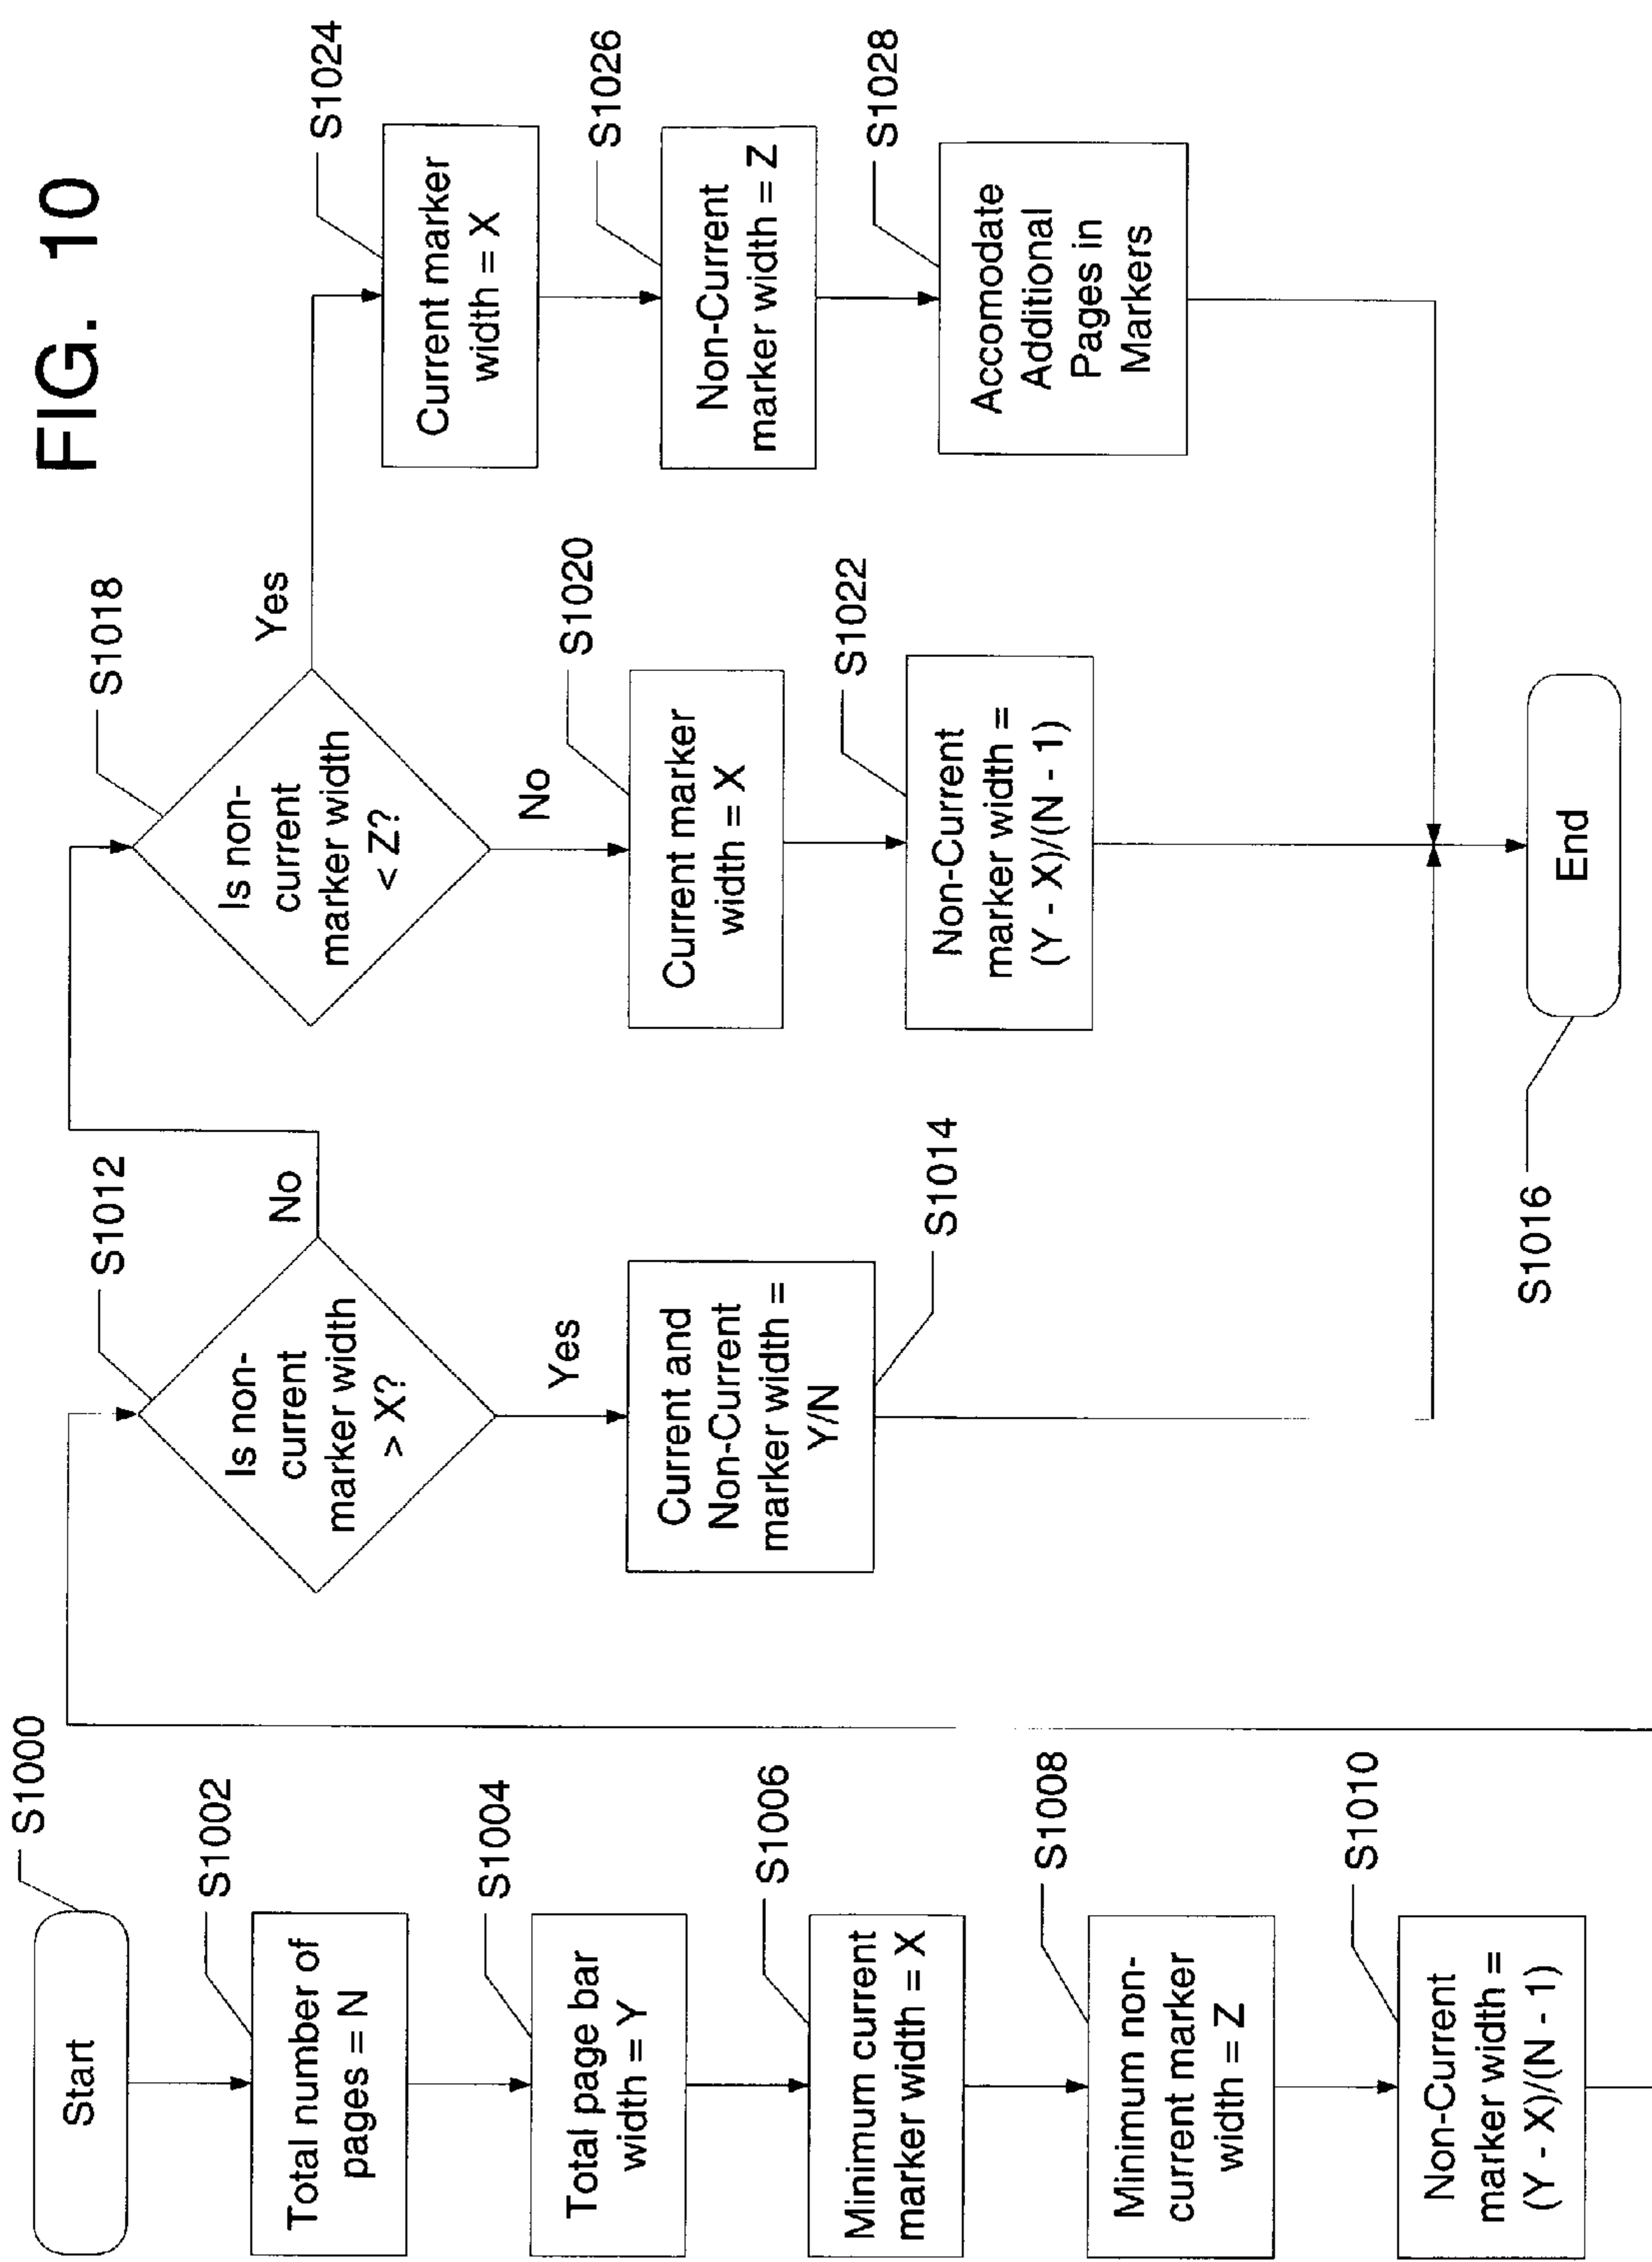 FIG. 10
S1000
Start
S1002
Total number of
pages = N
S1004
Total page bar
width = Y
S1006
Minimum current
marker width = X
S1008
Minimum non-
current marker
width = Z
S1010
Non-Current
marker width =
(Y - X)/(N - 1)
S1012
Is non-
current
marker width
> X?
No
Yes
S1014
Current and
Non-Current
marker width =
Y/N
S1018
Is non-
current
marker width
< Z?
Yes
No
S1020
Current marker
width = X
S1022
Non-Current
marker width =
(Y - X)/(N - 1)
S1024
Current marker
width = X
S1026
Non-Current
marker width = Z
S1028
Accomodate
Additional
Pages in
Markers
S1016
End